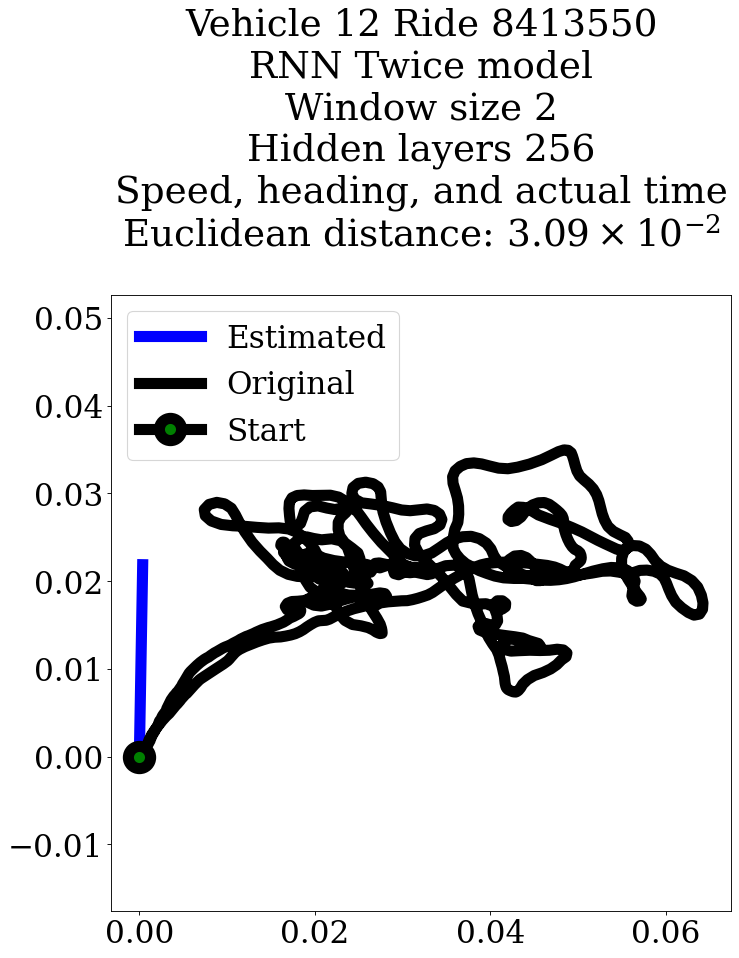 Vehicle 12 Ride 8413550
RNN Twice model
Window size 2
Hidden layers 256
Speed, heading, and actual time
Euclidean distance: 3.09 × 10⁻²
Estimated
Original
Start
0.05
0.04
0.03
0.02
0.01
0.00
−0.01
0.00 0.02 0.04 0.06